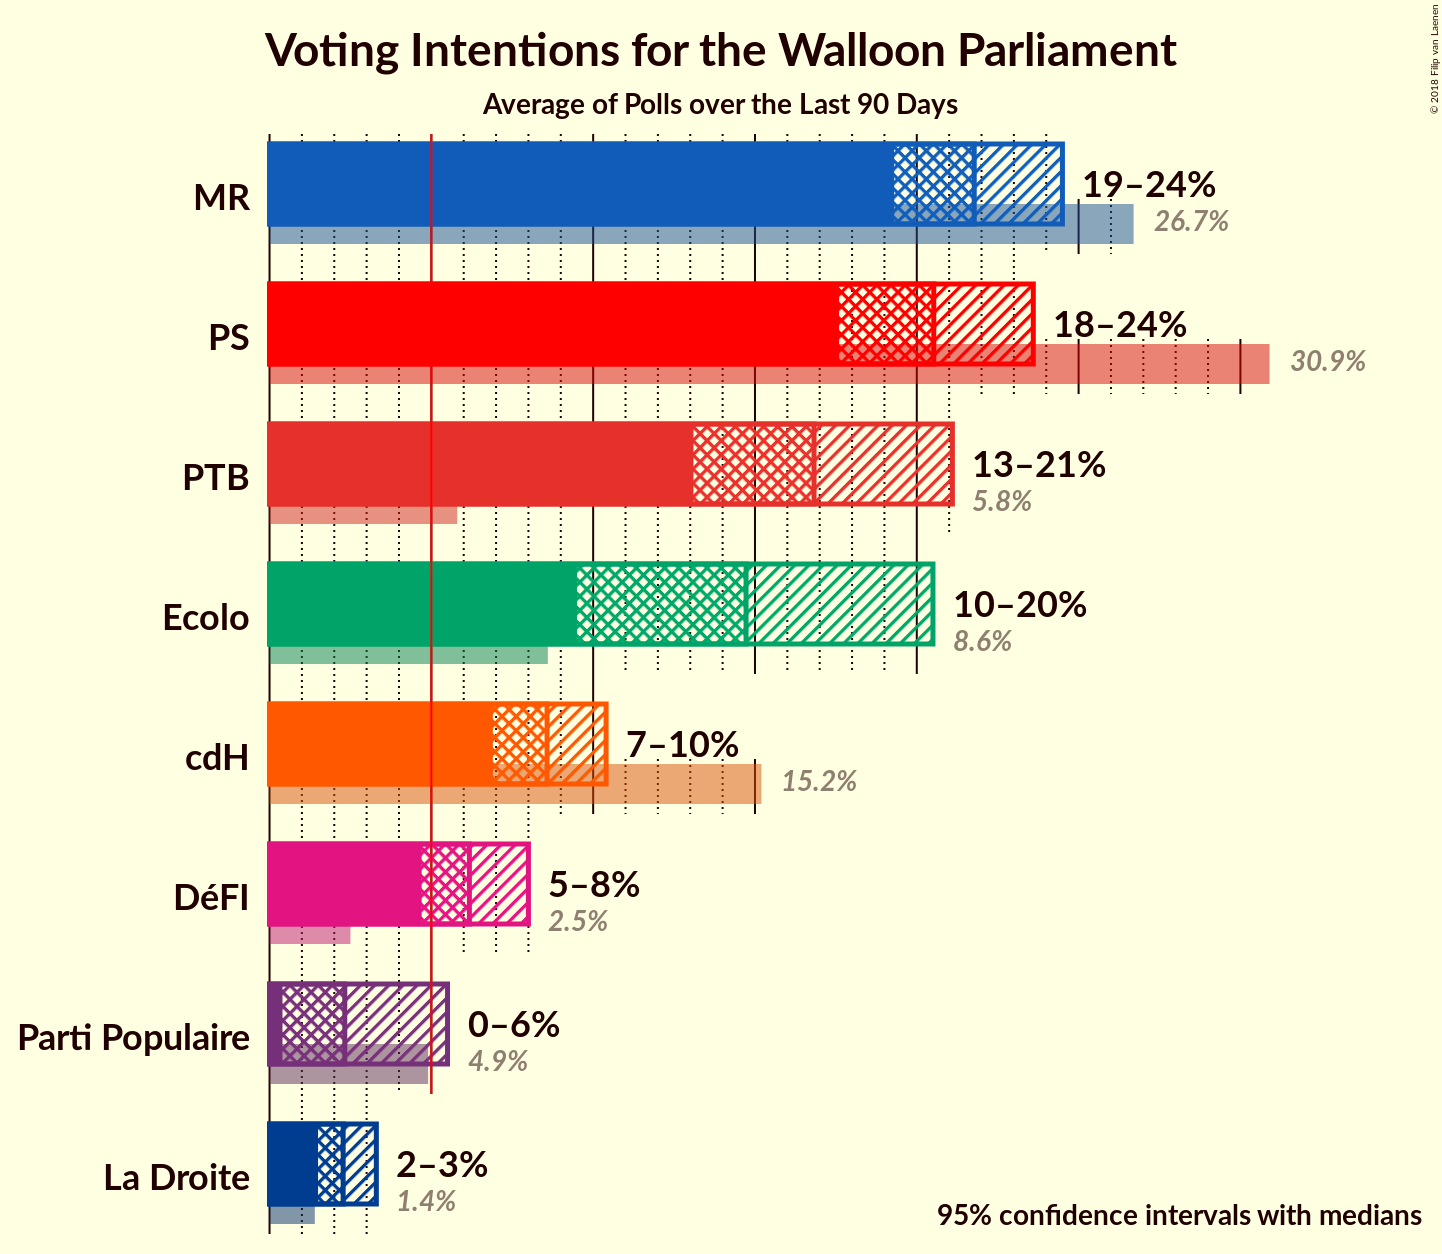 Voting Intentions for the Walloon Parliament
Average of Polls over the Last 90 Days
© 2018 Filip van Laenen
MR
19–24%
26.7%
PS
18–24%
30.9%
PTB
13–21%
5.8%
Ecolo
10–20%
8.6%
cdH
7–10%
15.2%
DéFI
5–8%
2.5%
Parti Populaire
0–6%
4.9%
La Droite
2–3%
1.4%
95% confidence intervals with medians